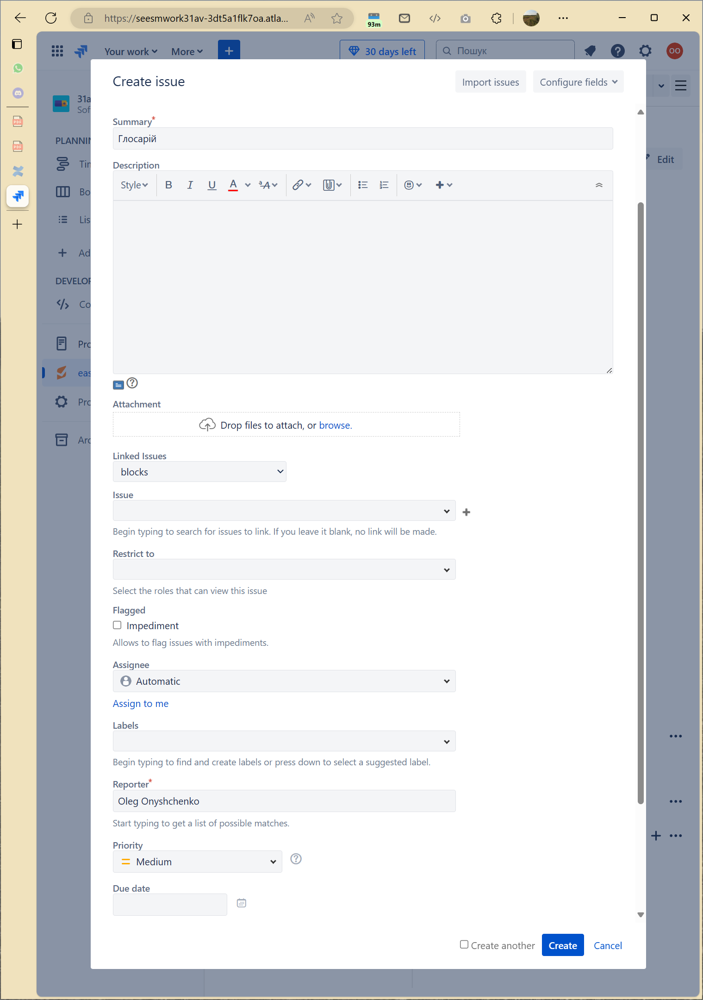 https://seesmwork31av-3dt5a1flk7oa.atla...
93m
Your work
More
30 days left
Пошук
OO
31a
Sof
PLANNIN
Tin
Bo
Lis
Ad
DEVELOP
Co
Pro
eas
Pro
Arc
Edit
Create issue
Import issues
Configure fields
Summary*
Глосарій
Description
Style
B I U A
Attachment
Drop files to attach, or browse.
Linked Issues
blocks
Issue
Begin typing to search for issues to link. If you leave it blank, no link will be made.
Restrict to
Select the roles that can view this issue
Flagged
Impediment
Allows to flag issues with impediments.
Assignee
Automatic
Assign to me
Labels
Begin typing to find and create labels or press down to select a suggested label.
Reporter*
Oleg Onyshchenko
Start typing to get a list of possible matches.
Priority
Medium
Due date
Create another
Create
Cancel